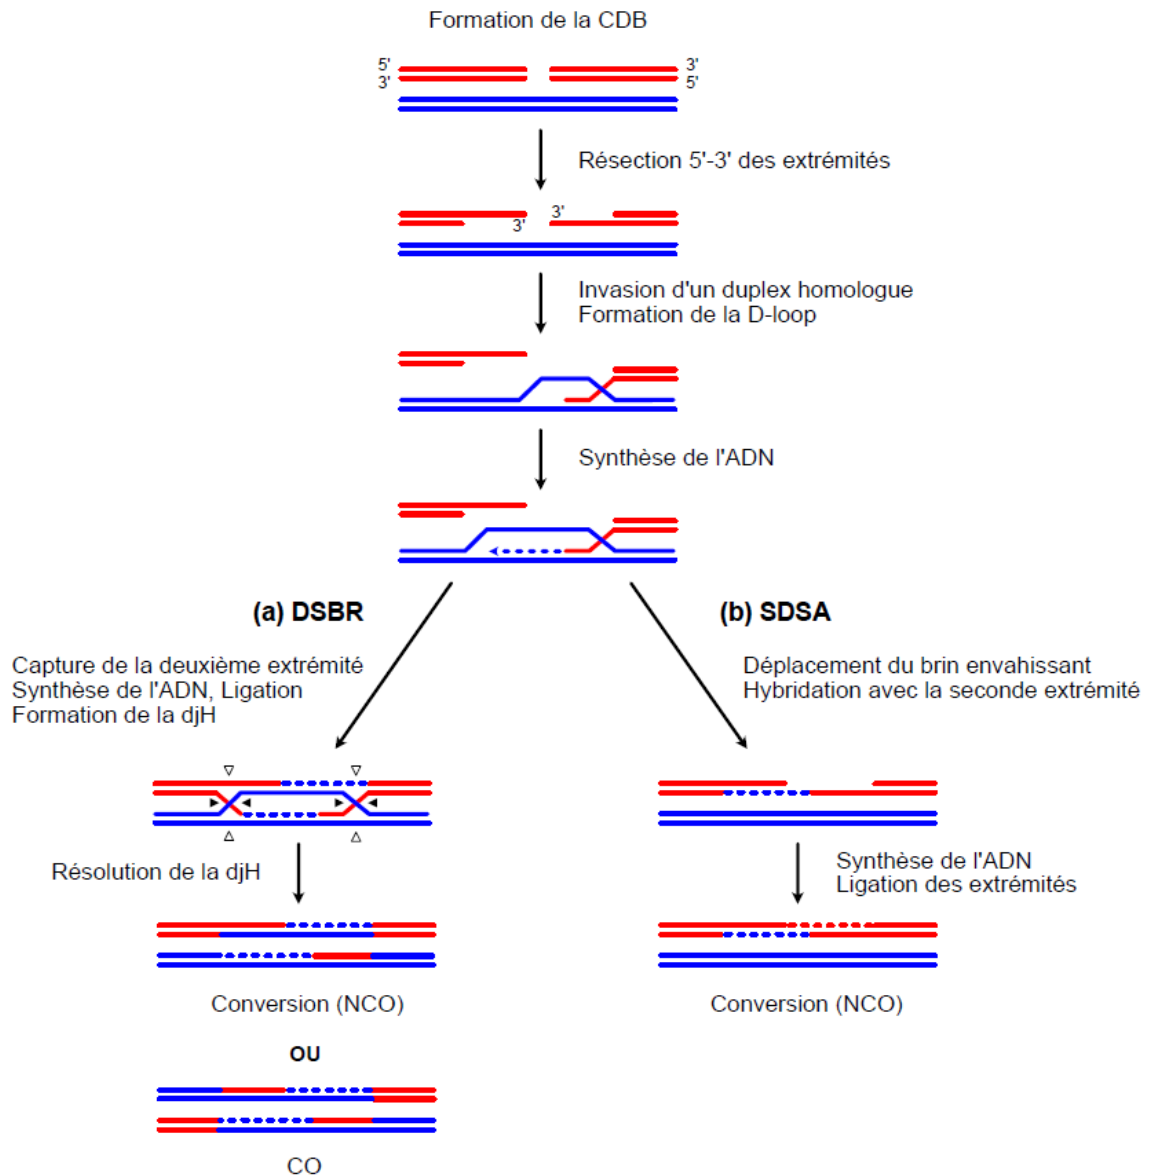 Formation de la CDB
5' 3'
3' 5'
Résection 5'-3' des extrémités
3'
3'
Invasion d'un duplex homologue
Formation de la D-loop
Synthèse de l'ADN
(a) DSBR
Capture de la deuxième extrémité
Synthèse de l'ADN, Ligation
Formation de la djH
Résolution de la djH
Conversion (NCO)
OU
CO
(b) SDSA
Déplacement du brin envahissant
Hybridation avec la seconde extrémité
Synthèse de l'ADN
Ligation des extrémités
Conversion (NCO)